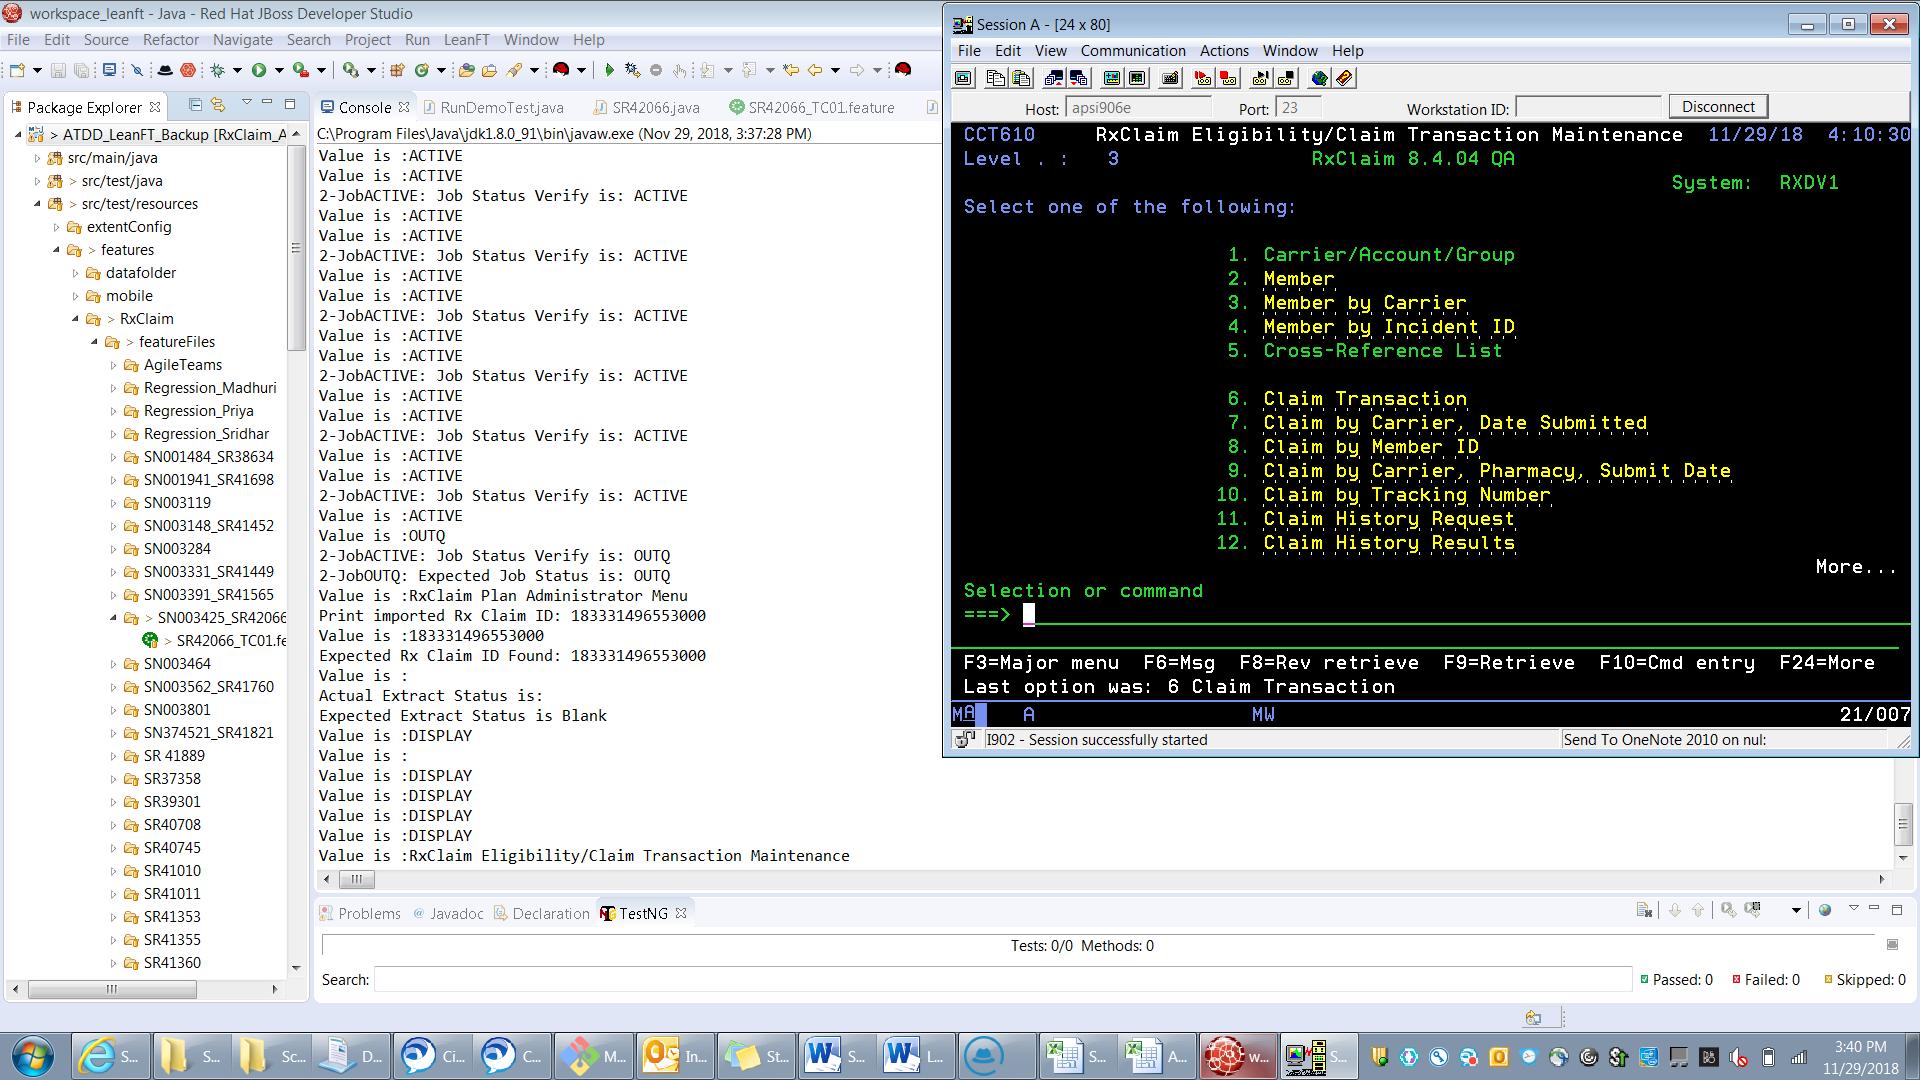 workspace_leanft - Java - Red Hat JBoss Developer Studio
File Edit Source Refactor Navigate Search Project Run LeanFT Window Help
Package Explorer
> ATDD_LeanFT_Backup [RxClaim_A
src/main/java
> src/test/java
> src/test/resources
extentConfig
> features
datafolder
mobile
> RxClaim
> featureFiles
AgileTeams
Regression_Madhuri
Regression_Priya
Regression_Sridhar
SN001484_SR38634
SN001941_SR41698
SN003119
SN003148_SR41452
SN003284
SN003331_SR41449
SN003391_SR41565
> SN003425_SR42066
> SR42066_TC01.fe
SN003464
SN003562_SR41760
SN003801
SN374521_SR41821
SR 41889
SR37358
SR39301
SR40708
SR40745
SR41010
SR41011
SR41353
SR41355
SR41360
Console RunDemoTest.java SR42066.java SR42066_TC01.feature
C:\Program Files\Java\jdk1.8.0_91\bin\javaw.exe (Nov 29, 2018, 3:37:28 PM)
Value is :ACTIVE
Value is :ACTIVE
2-JobACTIVE: Job Status Verify is: ACTIVE
Value is :ACTIVE
Value is :ACTIVE
2-JobACTIVE: Job Status Verify is: ACTIVE
Value is :ACTIVE
Value is :ACTIVE
2-JobACTIVE: Job Status Verify is: ACTIVE
Value is :ACTIVE
Value is :ACTIVE
2-JobACTIVE: Job Status Verify is: ACTIVE
Value is :ACTIVE
Value is :ACTIVE
2-JobACTIVE: Job Status Verify is: ACTIVE
Value is :ACTIVE
Value is :ACTIVE
2-JobACTIVE: Job Status Verify is: ACTIVE
Value is :ACTIVE
Value is :OUTQ
2-JobACTIVE: Job Status Verify is: OUTQ
2-JobOUTQ: Expected Job Status is: OUTQ
Value is :RxClaim Plan Administrator Menu
Print imported Rx Claim ID: 183331496553000
Value is :183331496553000
Expected Rx Claim ID Found: 183331496553000
Value is :
Actual Extract Status is:
Expected Extract Status is Blank
Value is :DISPLAY
Value is :
Value is :DISPLAY
Value is :DISPLAY
Value is :DISPLAY
Value is :DISPLAY
Value is :RxClaim Eligibility/Claim Transaction Maintenance
Problems @ Javadoc Declaration TestNG
Tests: 0/0 Methods: 0
Search: Passed: 0 Failed: 0 Skipped: 0
Session A - [24 x 80]
File Edit View Communication Actions Window Help
Host: apsi906e Port: 23 Workstation ID: Disconnect
CCT610 RxClaim Eligibility/Claim Transaction Maintenance 11/29/18 4:10:30
Level . : 3 RxClaim 8.4.04 QA
System: RXDV1
Select one of the following:
1. Carrier/Account/Group
2. Member
3. Member by Carrier
4. Member by Incident ID
5. Cross-Reference List
6. Claim Transaction
7. Claim by Carrier, Date Submitted
8. Claim by Member ID
9. Claim by Carrier, Pharmacy, Submit Date
10. Claim by Tracking Number
11. Claim History Request
12. Claim History Results
More...
Selection or command
===>
F3=Major menu F6=Msg F8=Rev retrieve F9=Retrieve F10=Cmd entry F24=More
Last option was: 6 Claim Transaction
MA A MW 21/007
I902 - Session successfully started Send To OneNote 2010 on nul:
S... S... Sc... D... Ci... C... M... In... St... S... L... S... A... w... S... 3:40 PM
11/29/2018